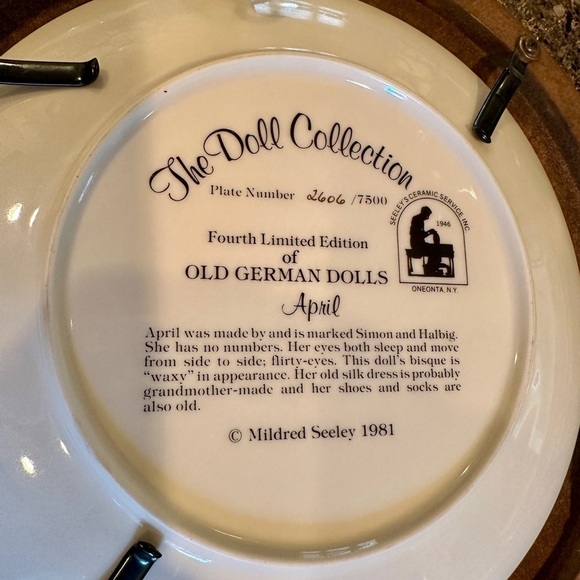 The Doll Collection
Plate Number 2606 /7500
SEELEY'S CERAMIC SERVICE INC.
1946
ONEONTA, N.Y.
Fourth Limited Edition
of
OLD GERMAN DOLLS
April
April was made by and is marked Simon and Halbig.
She has no numbers. Her eyes both sleep and move
from side to side; flirty-eyes. This doll's bisque is
“waxy” in appearance. Her old silk dress is probably
grandmother-made and her shoes and socks are
also old.
© Mildred Seeley 1981